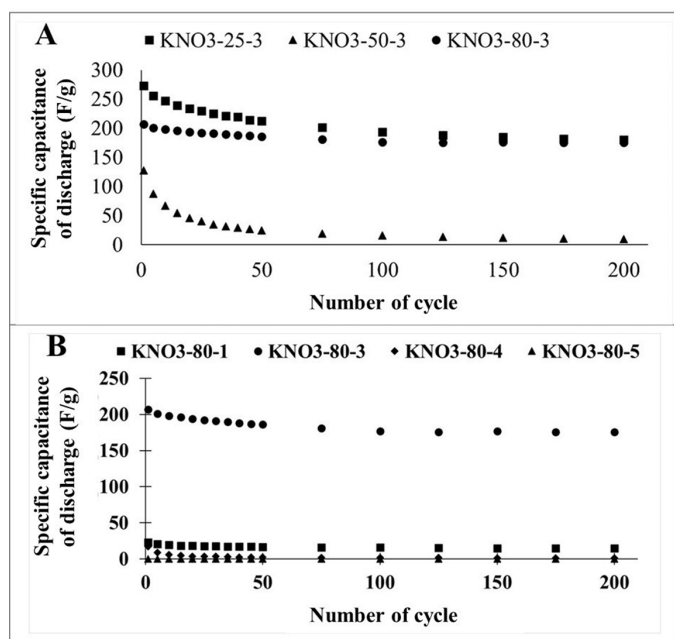 A
KNO3-25-3 KNO3-50-3 KNO3-80-3
300
250
200
150
100
50
0
0 50 100 150 200
Specific capacitance
of discharge (F/g)
Number of cycle
B
KNO3-80-1 KNO3-80-3 KNO3-80-4 KNO3-80-5
250
200
150
100
50
0
0 50 100 150 200
Specific capacitance
of discharge (F/g)
Number of cycle